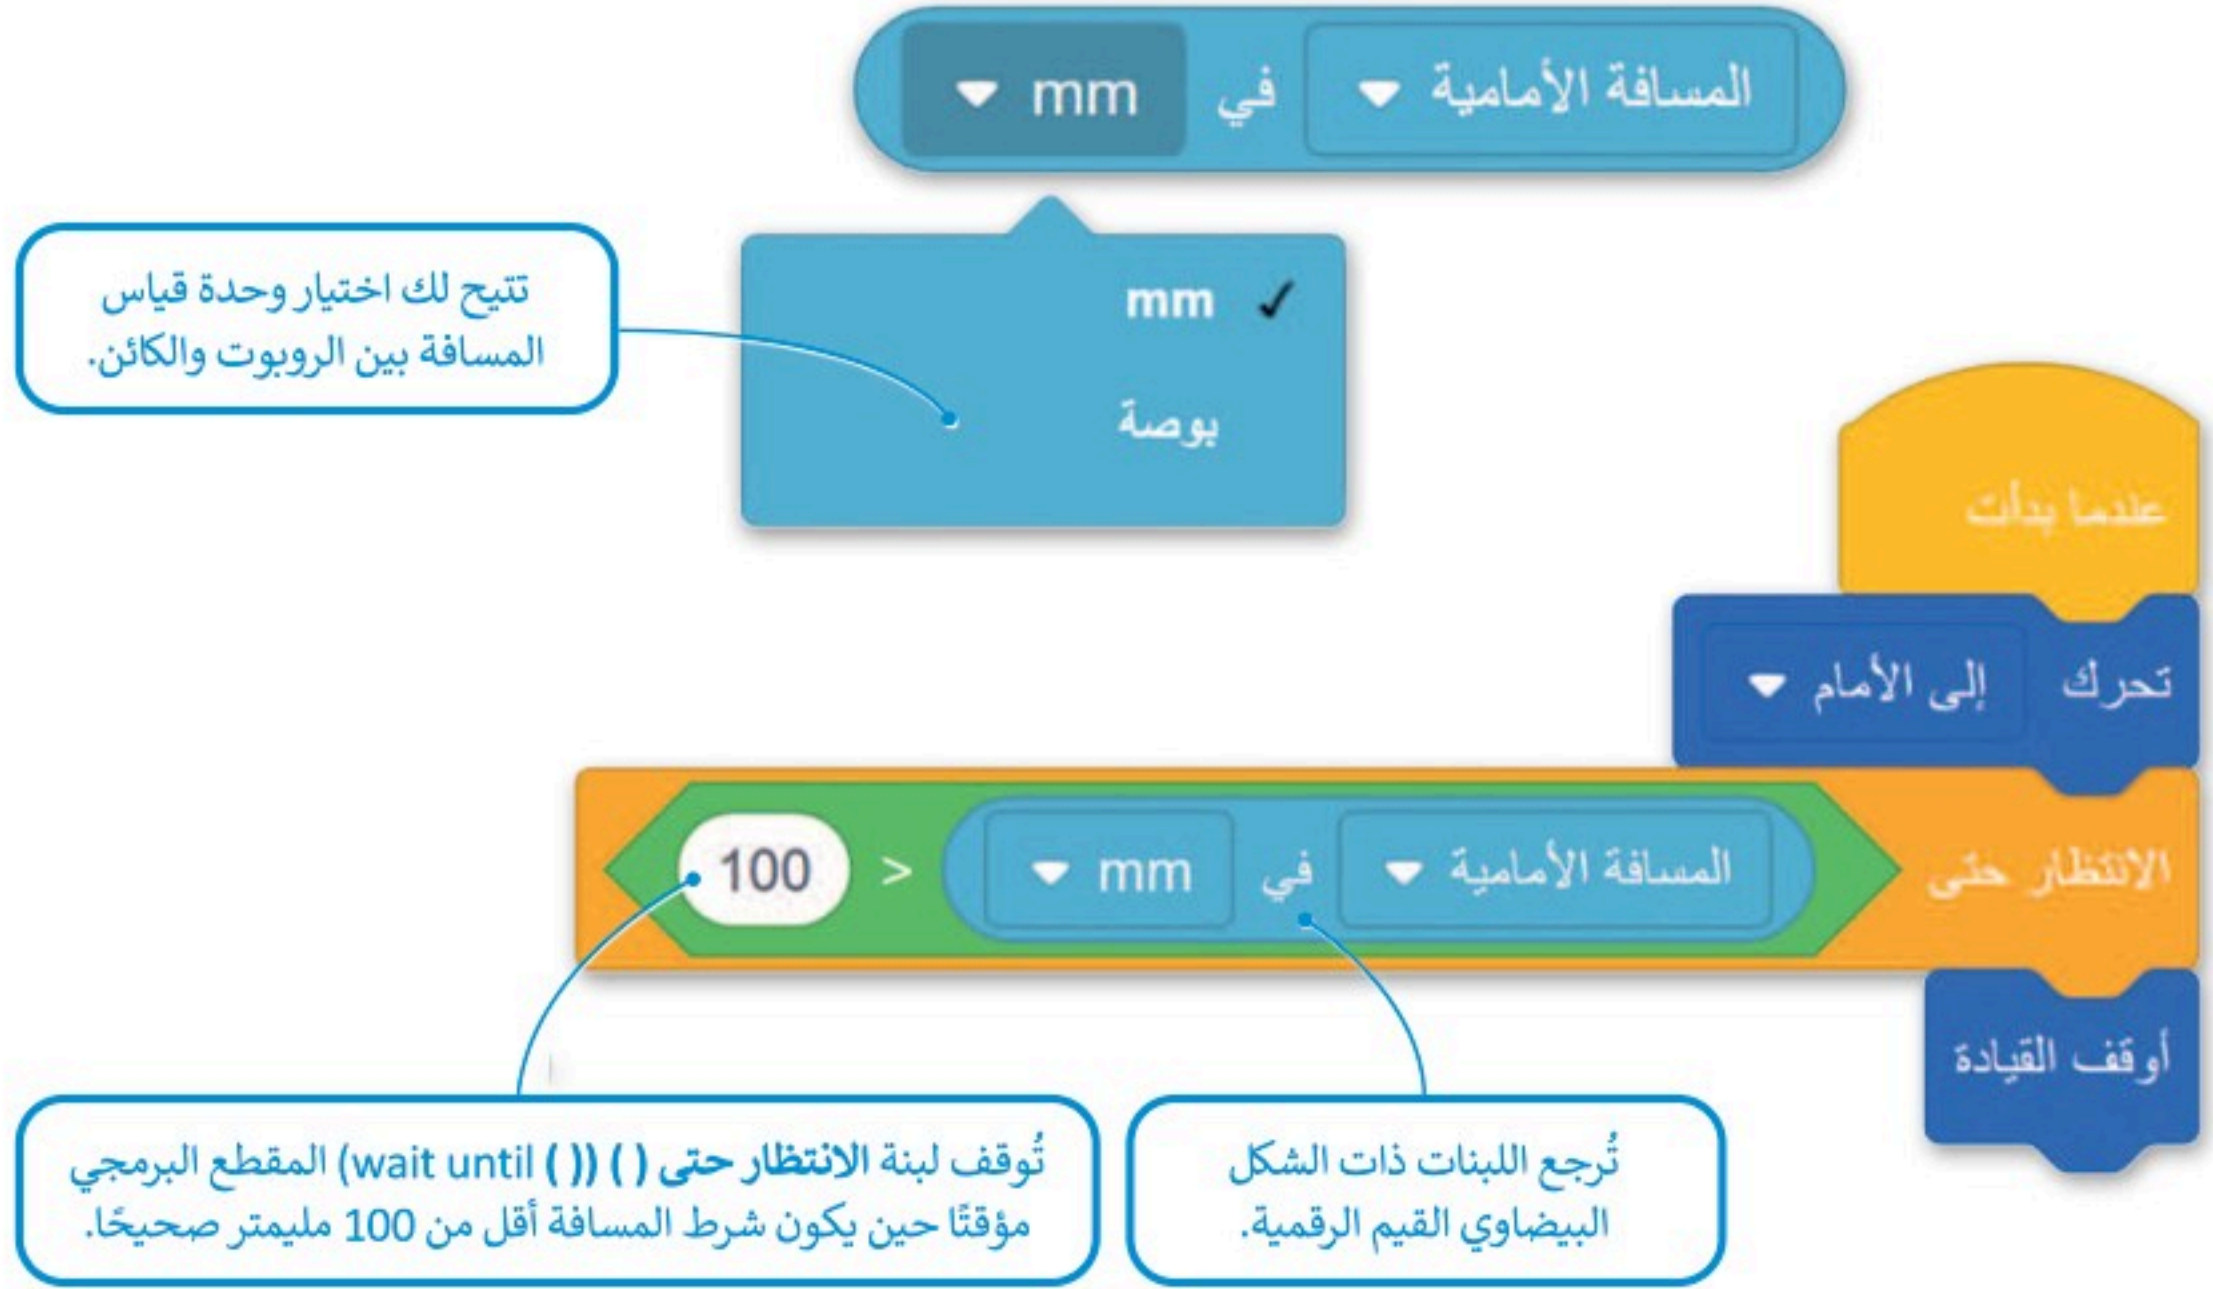 المسافة الأمامية في mm
✓ mm
بوصة
تتيح لك اختيار وحدة قياس
المسافة بين الروبوت والكائن.
عندما بدأت
تحرك إلى الأمام
الانتظار حتى المسافة الأمامية في mm > 100
أوقف القيادة
تُرجع اللبنات ذات الشكل
البيضاوي القيم الرقمية.
تُوقف لبنة الانتظار حتى ( ) (wait until ( )) المقطع البرمجي
مؤقتًا حين يكون شرط المسافة أقل من 100 مليمتر صحيحًا.